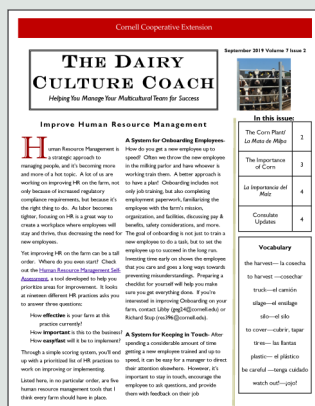 Cornell Cooperative Extension
September 2019 Volume 7 Issue 2
THE DAIRY
CULTURE COACH
Helping You Manage Your Multicultural Team for Success
Improve Human Resource Management
Human Resource Management is
a strategic approach to
managing people, and it's becoming more
and more of a hot topic. A lot of us are
working on improving HR on the farm, not
only because of increased regulatory
compliance requirements, but because it's
the right thing to do. As labor becomes
tighter, focusing on HR is a great way to
create a workplace where employees will
stay and thrive, thus decreasing the need for
new employees.
Yet improving HR on the farm can be a tall
order. Where do you even start? Check
out the Human Resource Management Self-
Assessment, a tool developed to help you
prioritize areas for improvement. It looks
at nineteen different HR practices asks you
to answer three questions:
How effective is your farm at this
practice currently?
How important is this to the business?
How easy/fast will it be to implement?
Through a simple scoring system, you'll end
up with a prioritized list of HR practices to
work on improving or implementing.
Listed here, in no particular order, are five
human resource management tools that I
think every farm should have in place.
A System for Onboarding Employees-
How do you get a new employee up to
speed? Often we throw the new employee
in the milking parlor and have whoever is
working train them. A better approach is
to have a plan! Onboarding includes not
only job training, but also completing
employment paperwork, familiarizing the
employee with the farm's mission,
organization, and facilities, discussing pay &
benefits, safety considerations, and more.
The goal of onboarding is not just to train a
new employee to do a task, but to set the
employee up to succeed in the long run.
Investing time early on shows the employee
that you care and goes a long way towards
preventing misunderstandings. Preparing a
checklist for yourself will help you make
sure you get everything done. If you're
interested in improving Onboarding on your
farm, contact Libby (geg24@cornell.edu) or
Richard Stup (rss396@cornell.edu).
A System for Keeping in Touch- After
spending a considerable amount of time
getting a new employee trained and up to
speed, it can be easy for a manager to direct
their attention elsewhere. However, it's
important to stay in touch, encourage the
employee to ask questions, and provide
them with feedback on their job
In this issue:
The Corn Plant/
La Mata de Milpa
2
The Importance
of Corn
3
La Importancia del
Maíz
4
Consulate
Updates
4
Vocabulary
the harvest— la cosecha
to harvest —cosechar
truck—el camión
silage—el ensilage
silo—el silo
to cover—cubrir, tapar
tires— las llantas
plastic— el plástico
be careful —tenga cuidado
watch out!—¡ojo!